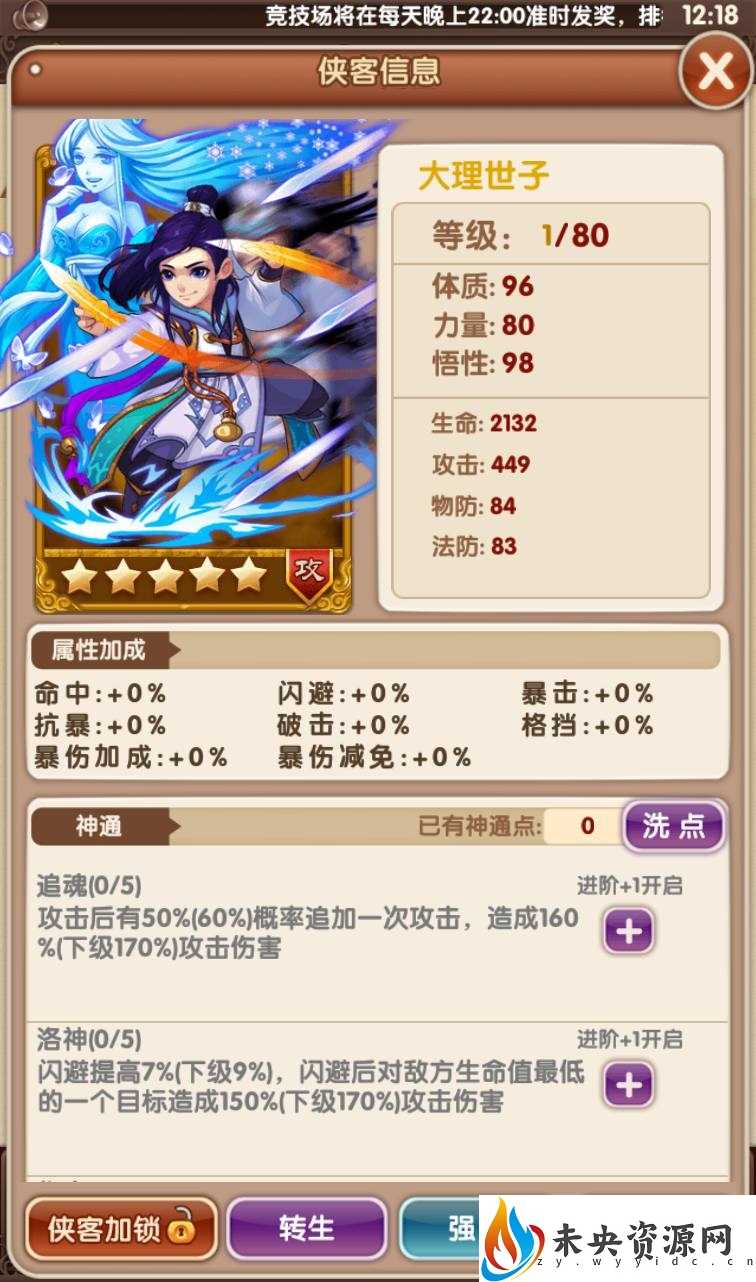 竞技场将在每天晚上22:00准时发奖，排
12:18
侠客信息
大理世子
等级： 1/80
体质: 96
力量: 80
悟性: 98
生命: 2132
攻击: 449
物防: 84
法防: 83
攻
属性加成
命中:+0% 闪避:+0% 暴击:+0%
抗暴:+0% 破击:+0% 格挡:+0%
暴伤加成:+0% 暴伤减免:+0%
神通 已有神通点: 0 洗点
追魂(0/5) 进阶+1开启
攻击后有50%(60%)概率追加一次攻击，造成160
%(下级170%)攻击伤害
洛神(0/5) 进阶+1开启
闪避提高7%(下级9%)，闪避后对敌方生命值最低
的一个目标造成150%(下级170%)攻击伤害
侠客加锁 转生 强
未央资源网
zy.wyyidc.cn